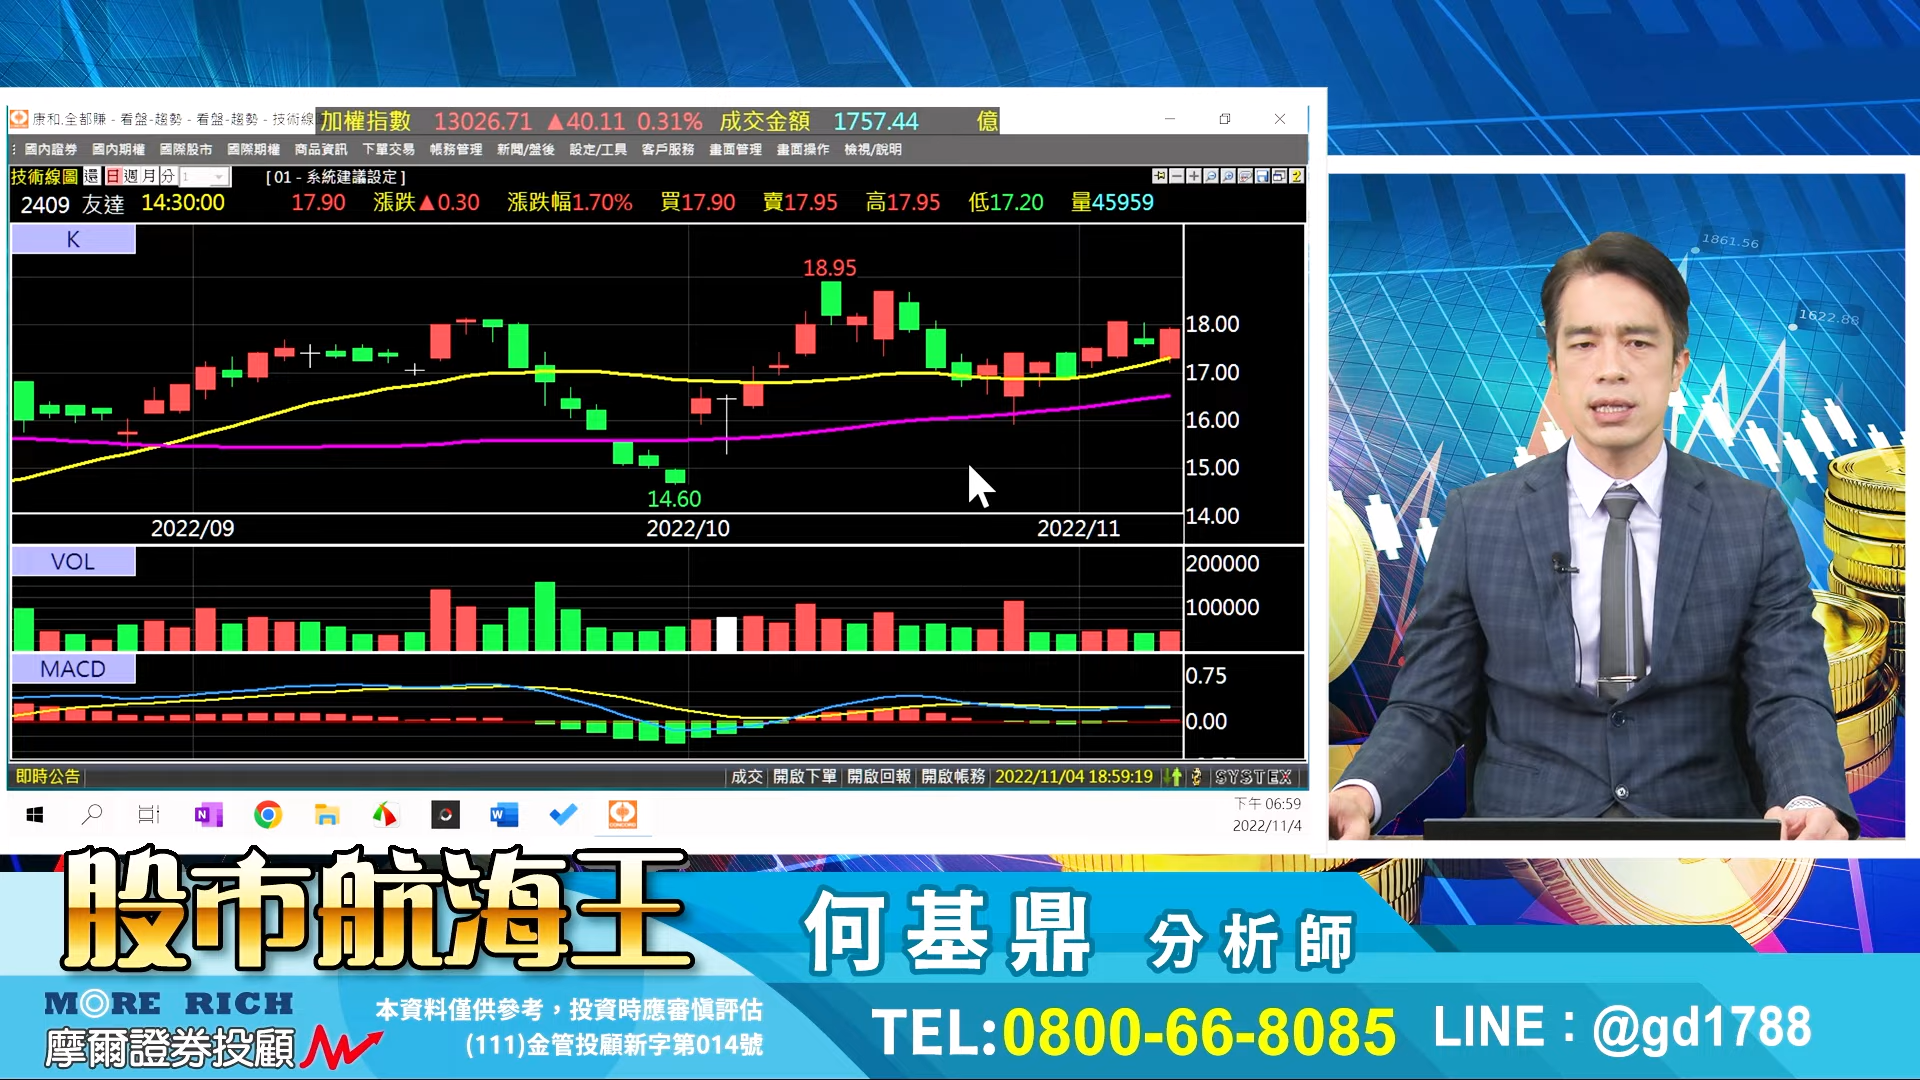 康和.全都賺 - 看盤-趨勢 - 看盤-趨勢 - 技術線
加權指數 13026.71 ▲40.11 0.31% 成交金額 1757.44 億
國內證券 國內期權 國際股市 國際期權 商品資訊 下單交易 帳務管理 新聞/盤後 設定/工具 客戶服務 畫面管理 畫面操作 檢視/說明
技術線圖 還 日 週 月 分 1 [ 01 - 系統建議設定 ]
2409 友達 14:30:00 17.90 漲跌▲0.30 漲跌幅1.70% 買17.90 賣17.95 高17.95 低17.20 量45959
K
18.95
14.60
18.00
17.00
16.00
15.00
14.00
2022/09 2022/10 2022/11
VOL
200000
100000
MACD
0.75
0.00
即時公告 成交 開啟下單 開啟回報 開啟帳務 2022/11/04 18:59:19 SYSTEX
下午 06:59
2022/11/4
1861.56
1622.88
股市航海王
何基鼎 分析師
MORE RICH
摩爾證券投顧
本資料僅供參考，投資時應審慎評估
(111)金管投顧新字第014號
TEL:0800-66-8085 LINE：@gd1788